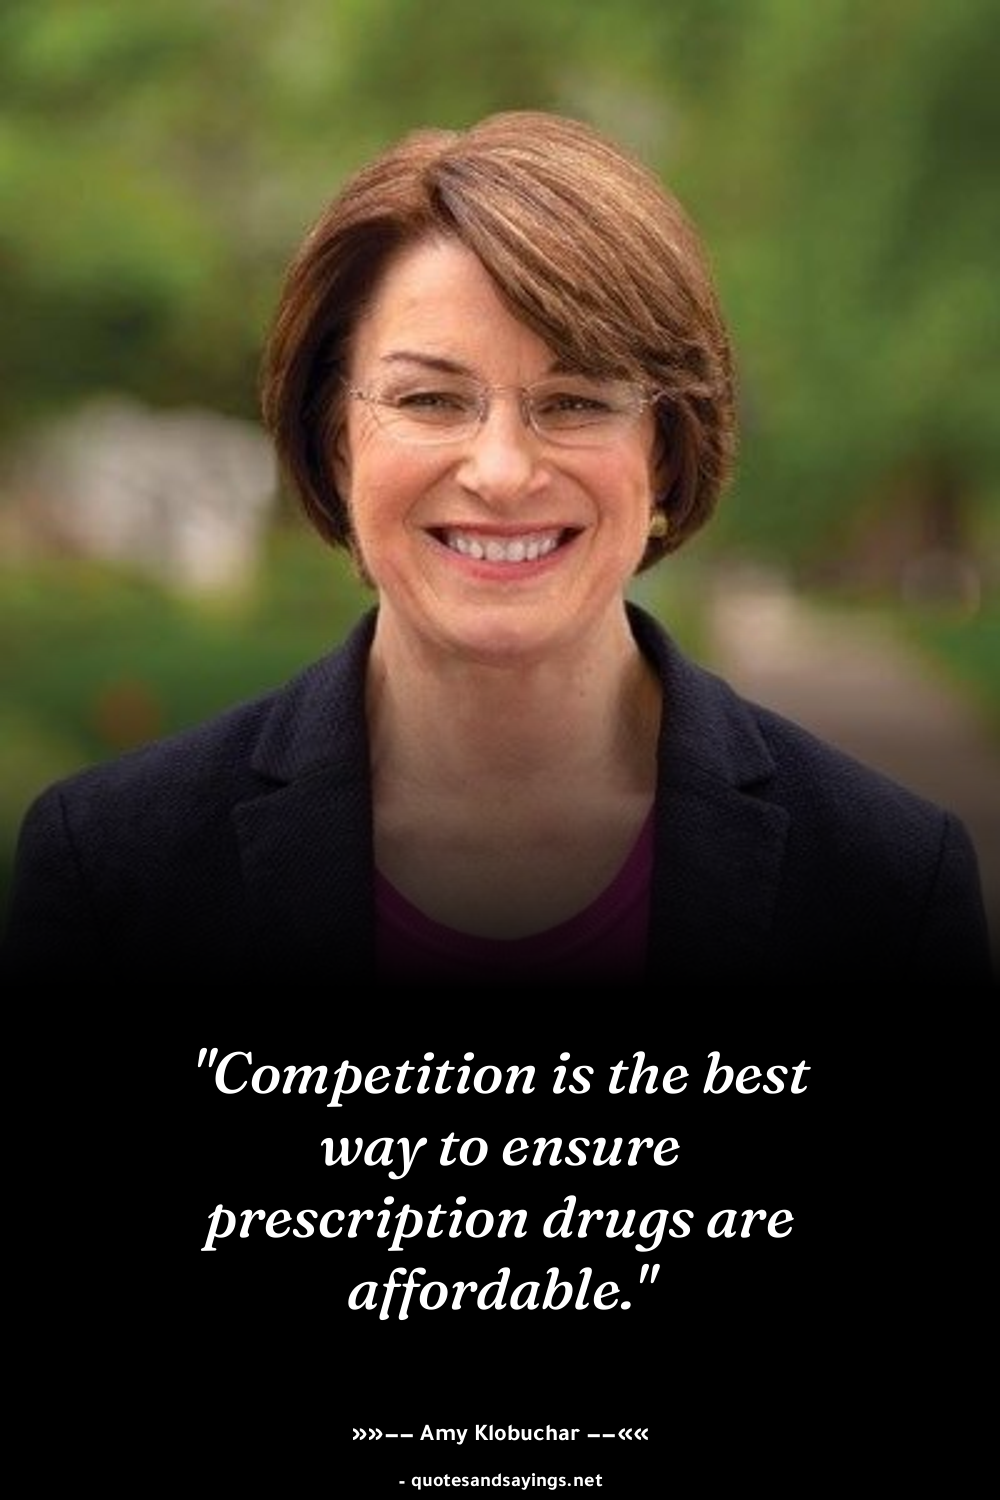 "Competition is the best
way to ensure
prescription drugs are
affordable."
»»−− Amy Klobuchar −−««
- quotesandsayings.net